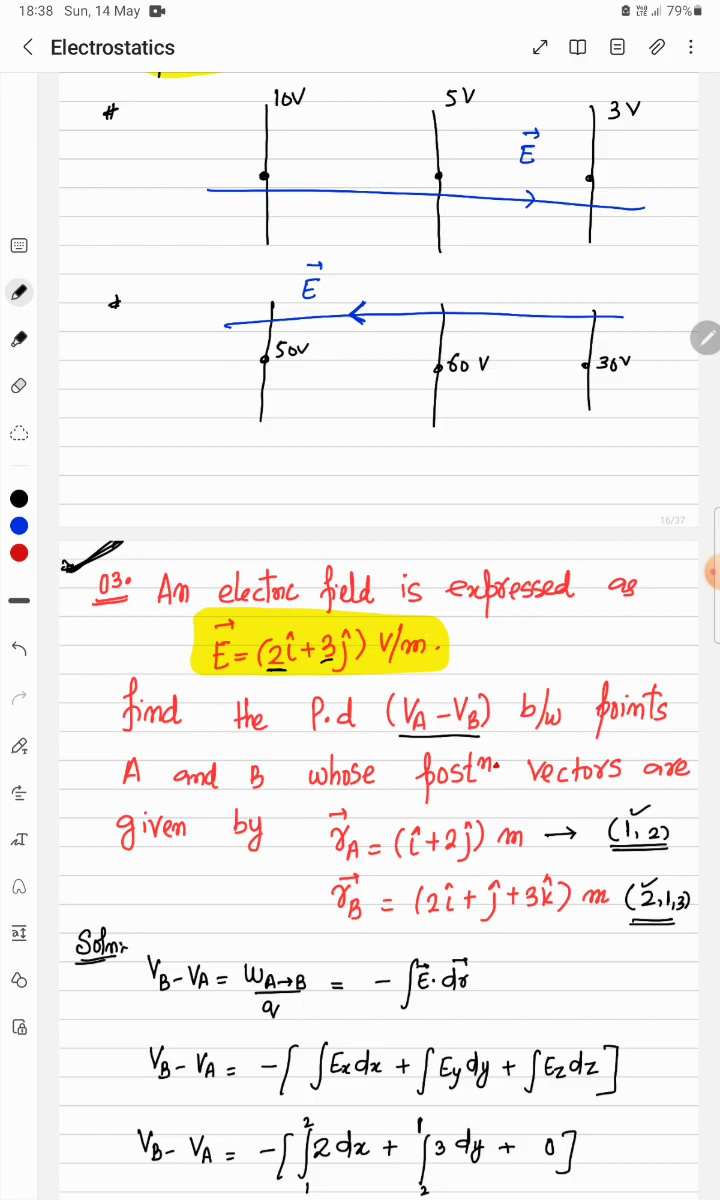 18:38 Sun, 14 May 79%
Electrostatics
# 10V 5V 3V
E⃗
E⃗
50V 60 V 30V
16/37
03. An electric field is expressed as
E⃗ = (2î+3ĵ) V/m.
find the P.d (VA – VB) b/w points
A and B whose postn. vectors are
given by r⃗A = (î+2ĵ) m → (1, 2)
r⃗B = (2î + ĵ + 3k̂) m (2,1,3)
Soln:-
VB - VA = WA→B/q = - ∫E⃗. dr⃗
VB - VA = -[ ∫Ex dx + ∫Ey dy + ∫Ez dz ]
VB - VA = -[ ∫₁² 2 dx + ∫₂¹ 3 dy + 0 ]